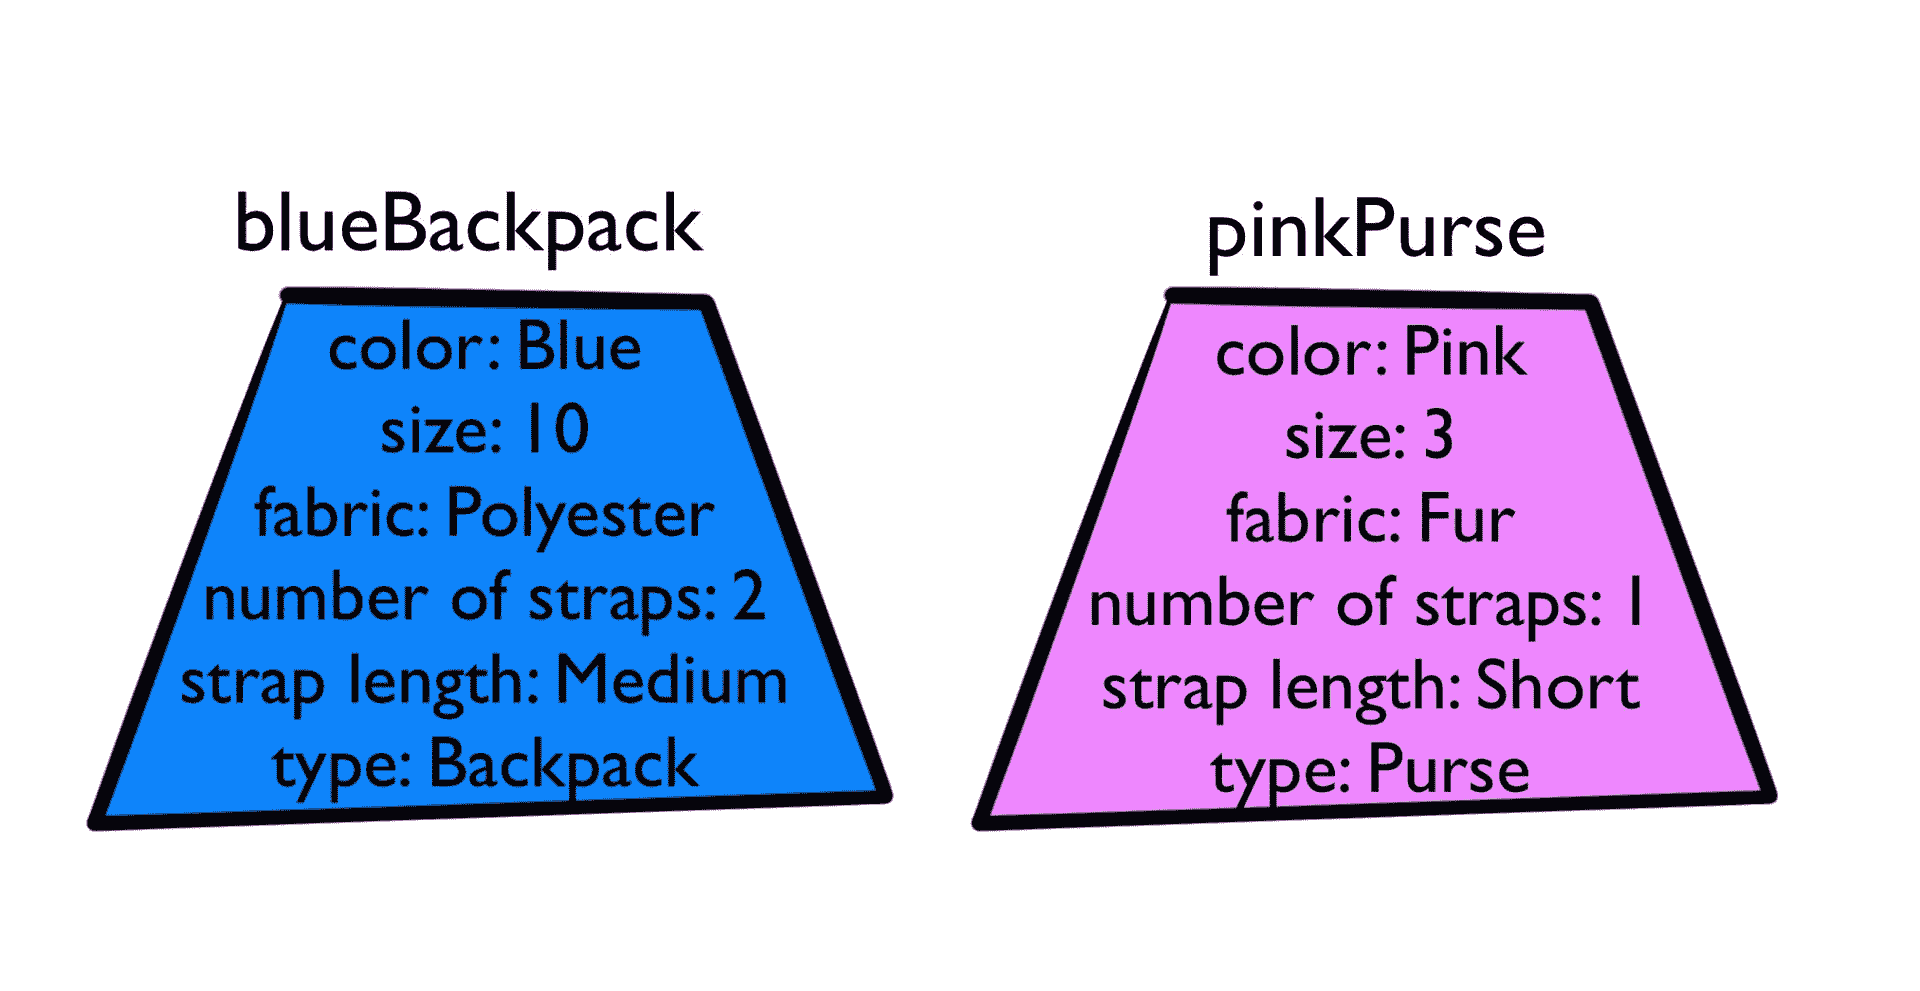 blueBackpack
color: Blue
size: 10
fabric: Polyester
number of straps: 2
strap length: Medium
type: Backpack
pinkPurse
color: Pink
size: 3
fabric: Fur
number of straps: 1
strap length: Short
type: Purse